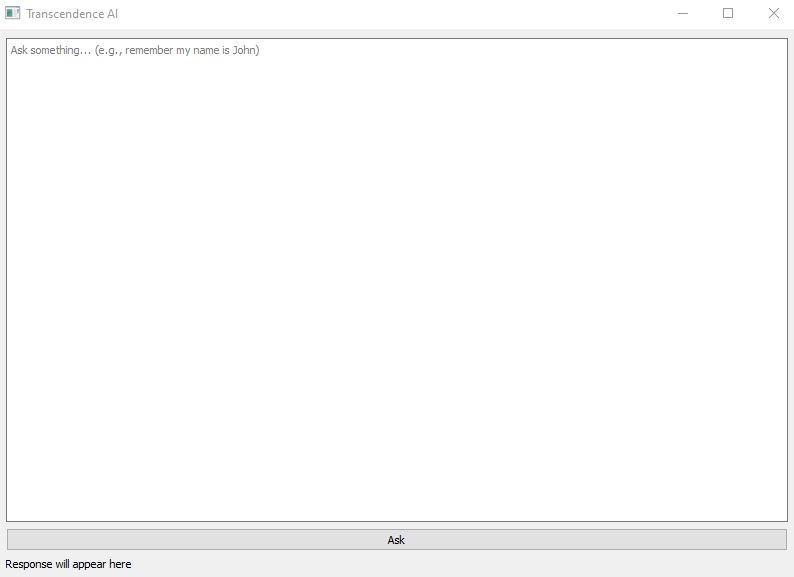 Transcendence AI
Ask something... (e.g., remember my name is John)
Ask
Response will appear here